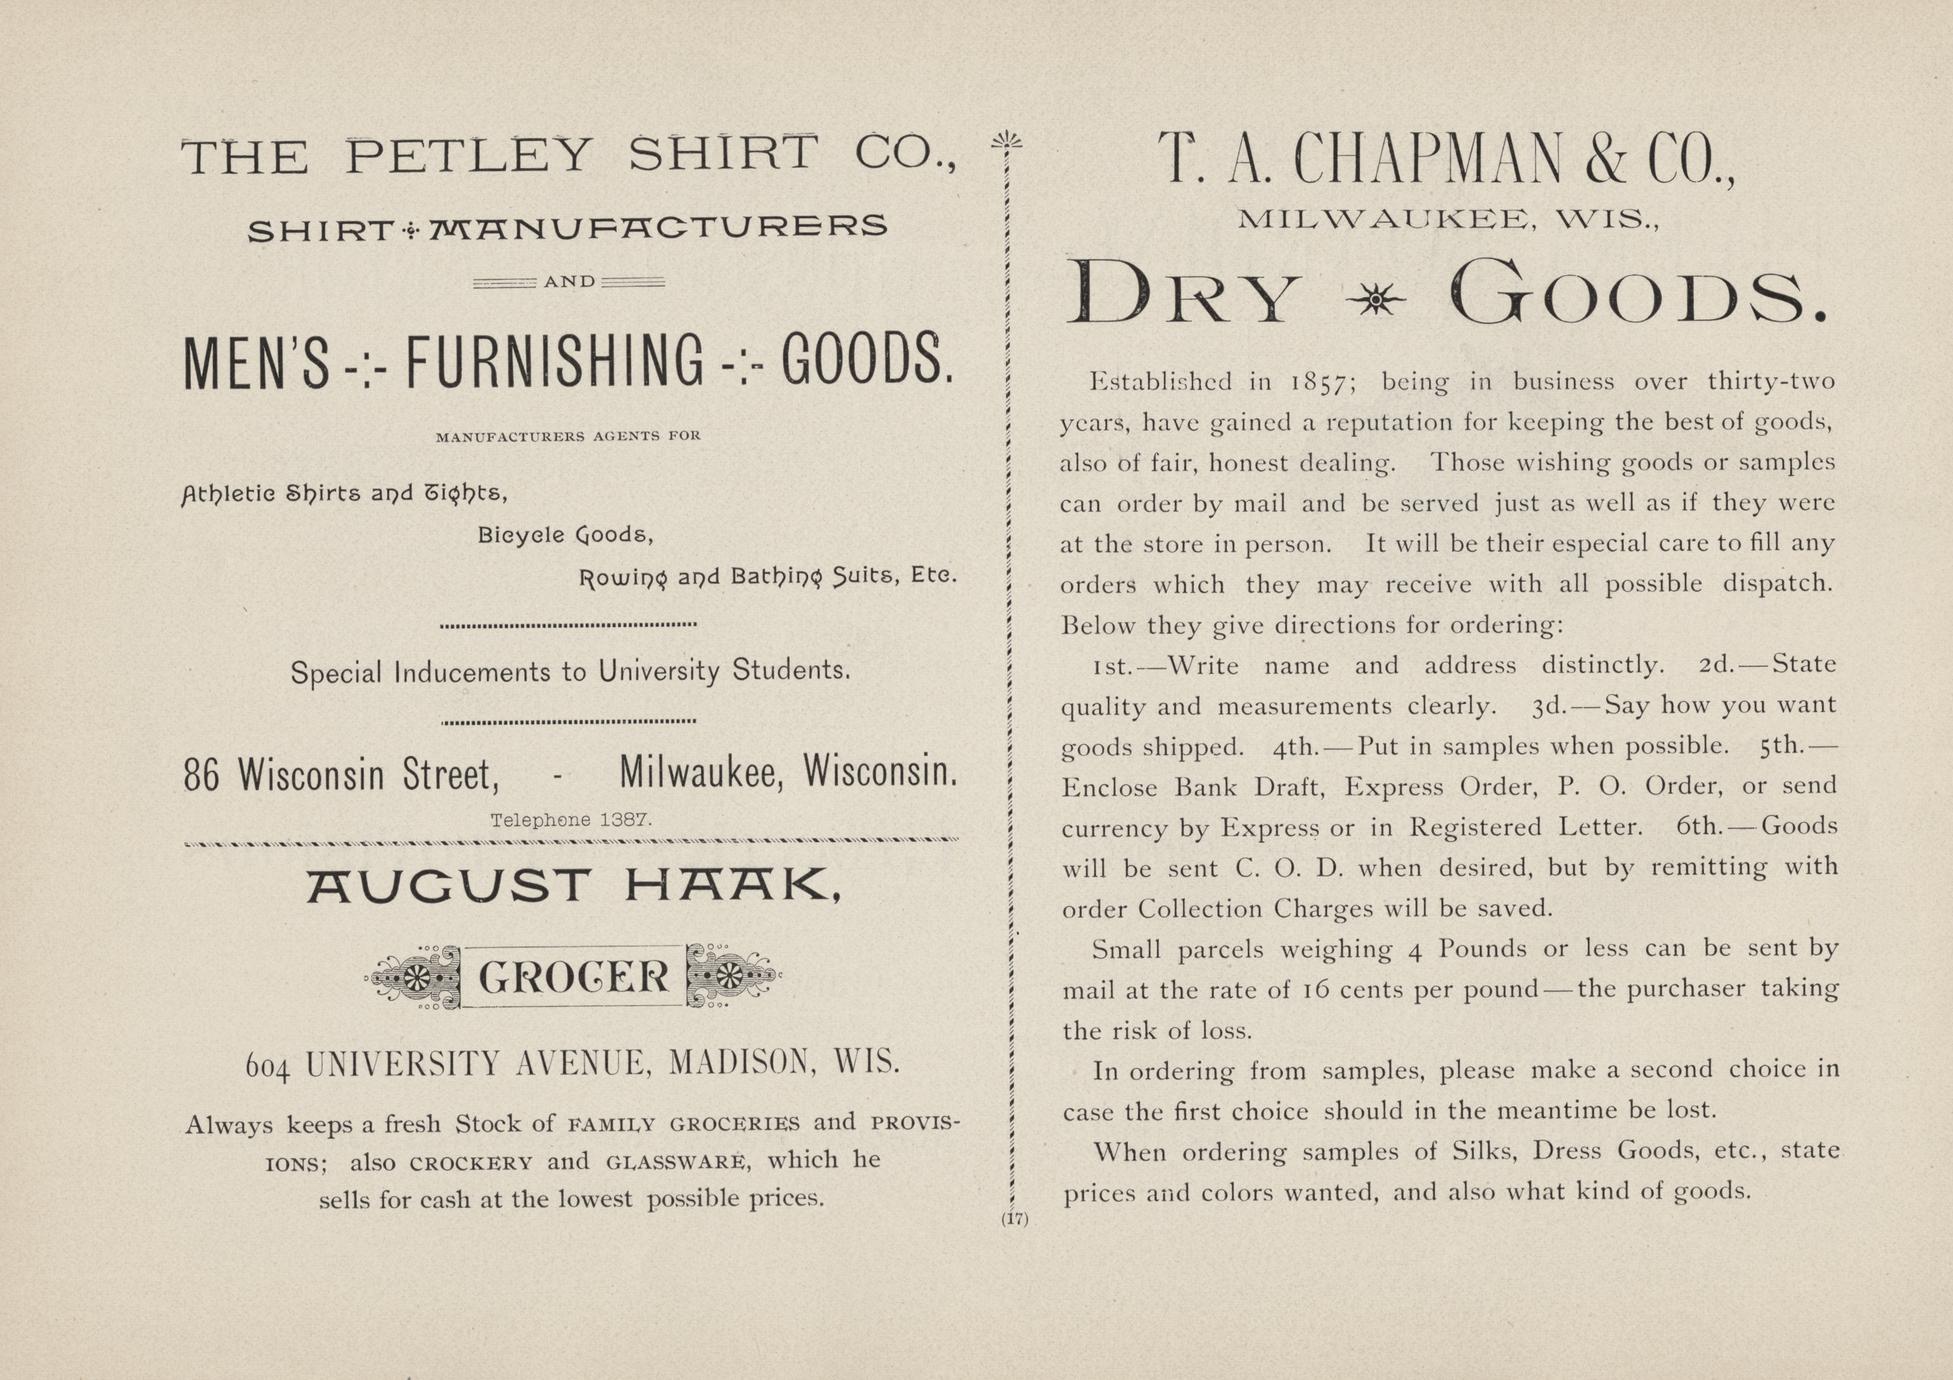 THE PETLEY SHIRT CO.,
SHIRT MANUFACTURERS
AND
MEN'S -:- FURNISHING -:- GOODS.
MANUFACTURERS AGENTS FOR
Athletic Shirts and Tights,
Bicycle Goods,
Rowing and Bathing Suits, Etc.
Special Inducements to University Students.
86 Wisconsin Street, - Milwaukee, Wisconsin.
Telephone 1387.
AUGUST HAAK,
GROCER
604 UNIVERSITY AVENUE, MADISON, WIS.
Always keeps a fresh Stock of FAMILY GROCERIES and PROVIS-
IONS; also CROCKERY and GLASSWARE, which he
sells for cash at the lowest possible prices.
T. A. CHAPMAN & CO.,
MILWAUKEE, WIS.,
DRY GOODS.
Established in 1857; being in business over thirty-two
years, have gained a reputation for keeping the best of goods,
also of fair, honest dealing. Those wishing goods or samples
can order by mail and be served just as well as if they were
at the store in person. It will be their especial care to fill any
orders which they may receive with all possible dispatch.
Below they give directions for ordering:
1st.—Write name and address distinctly. 2d.—State
quality and measurements clearly. 3d.—Say how you want
goods shipped. 4th.—Put in samples when possible. 5th.—
Enclose Bank Draft, Express Order, P. O. Order, or send
currency by Express or in Registered Letter. 6th.—Goods
will be sent C. O. D. when desired, but by remitting with
order Collection Charges will be saved.
Small parcels weighing 4 Pounds or less can be sent by
mail at the rate of 16 cents per pound—the purchaser taking
the risk of loss.
In ordering from samples, please make a second choice in
case the first choice should in the meantime be lost.
When ordering samples of Silks, Dress Goods, etc., state
prices and colors wanted, and also what kind of goods.
(17)